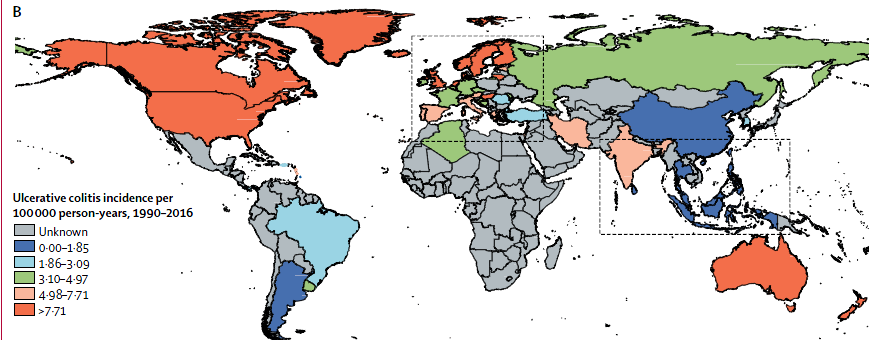 B
Ulcerative colitis incidence per
100 000 person-years, 1990–2016
Unknown
0·00–1·85
1·86–3·09
3·10–4·97
4·98–7·71
>7·71